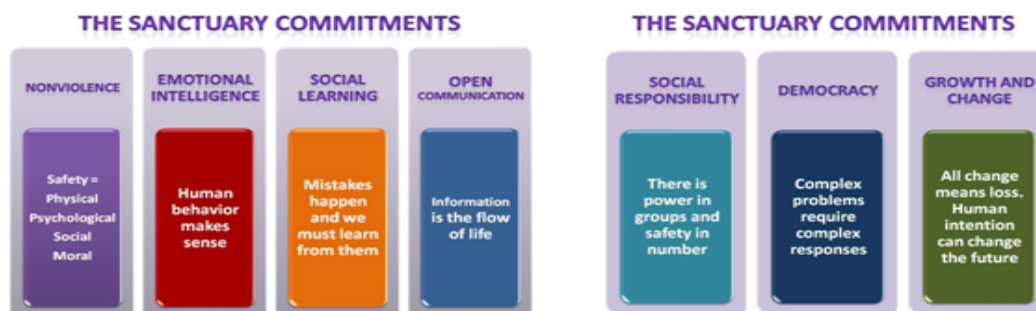 THE SANCTUARY COMMITMENTS
NONVIOLENCE
Safety =
Physical
Psychological
Social
Moral
EMOTIONAL
INTELLIGENCE
Human
behavior
makes
sense
SOCIAL
LEARNING
Mistakes
happen
and we
must learn
from them
OPEN
COMMUNICATION
Information
is the flow
of life
THE SANCTUARY COMMITMENTS
SOCIAL
RESPONSIBILITY
There is
power in
groups and
safety in
number
DEMOCRACY
Complex
problems
require
complex
responses
GROWTH AND
CHANGE
All change
means loss.
Human
intention
can change
the future